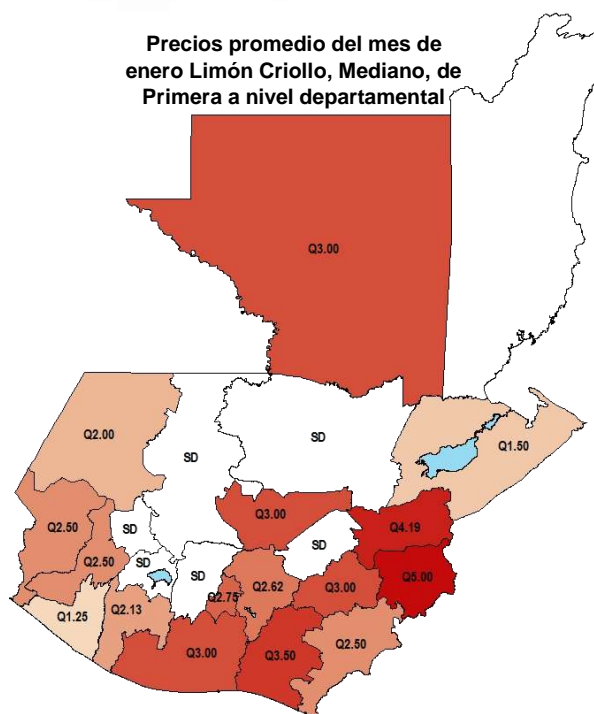 Precios promedio del mes de
enero Limón Criollo, Mediano, de
Primera a nivel departamental
Q3.00
Q2.00
SD
Q1.50
SD
Q3.00
Q4.19
Q2.50
SD
SD
Q2.50
SD
SD
Q5.00
Q2.75
Q2.62
Q3.00
Q1.25
Q2.13
Q2.50
Q3.00
Q3.50